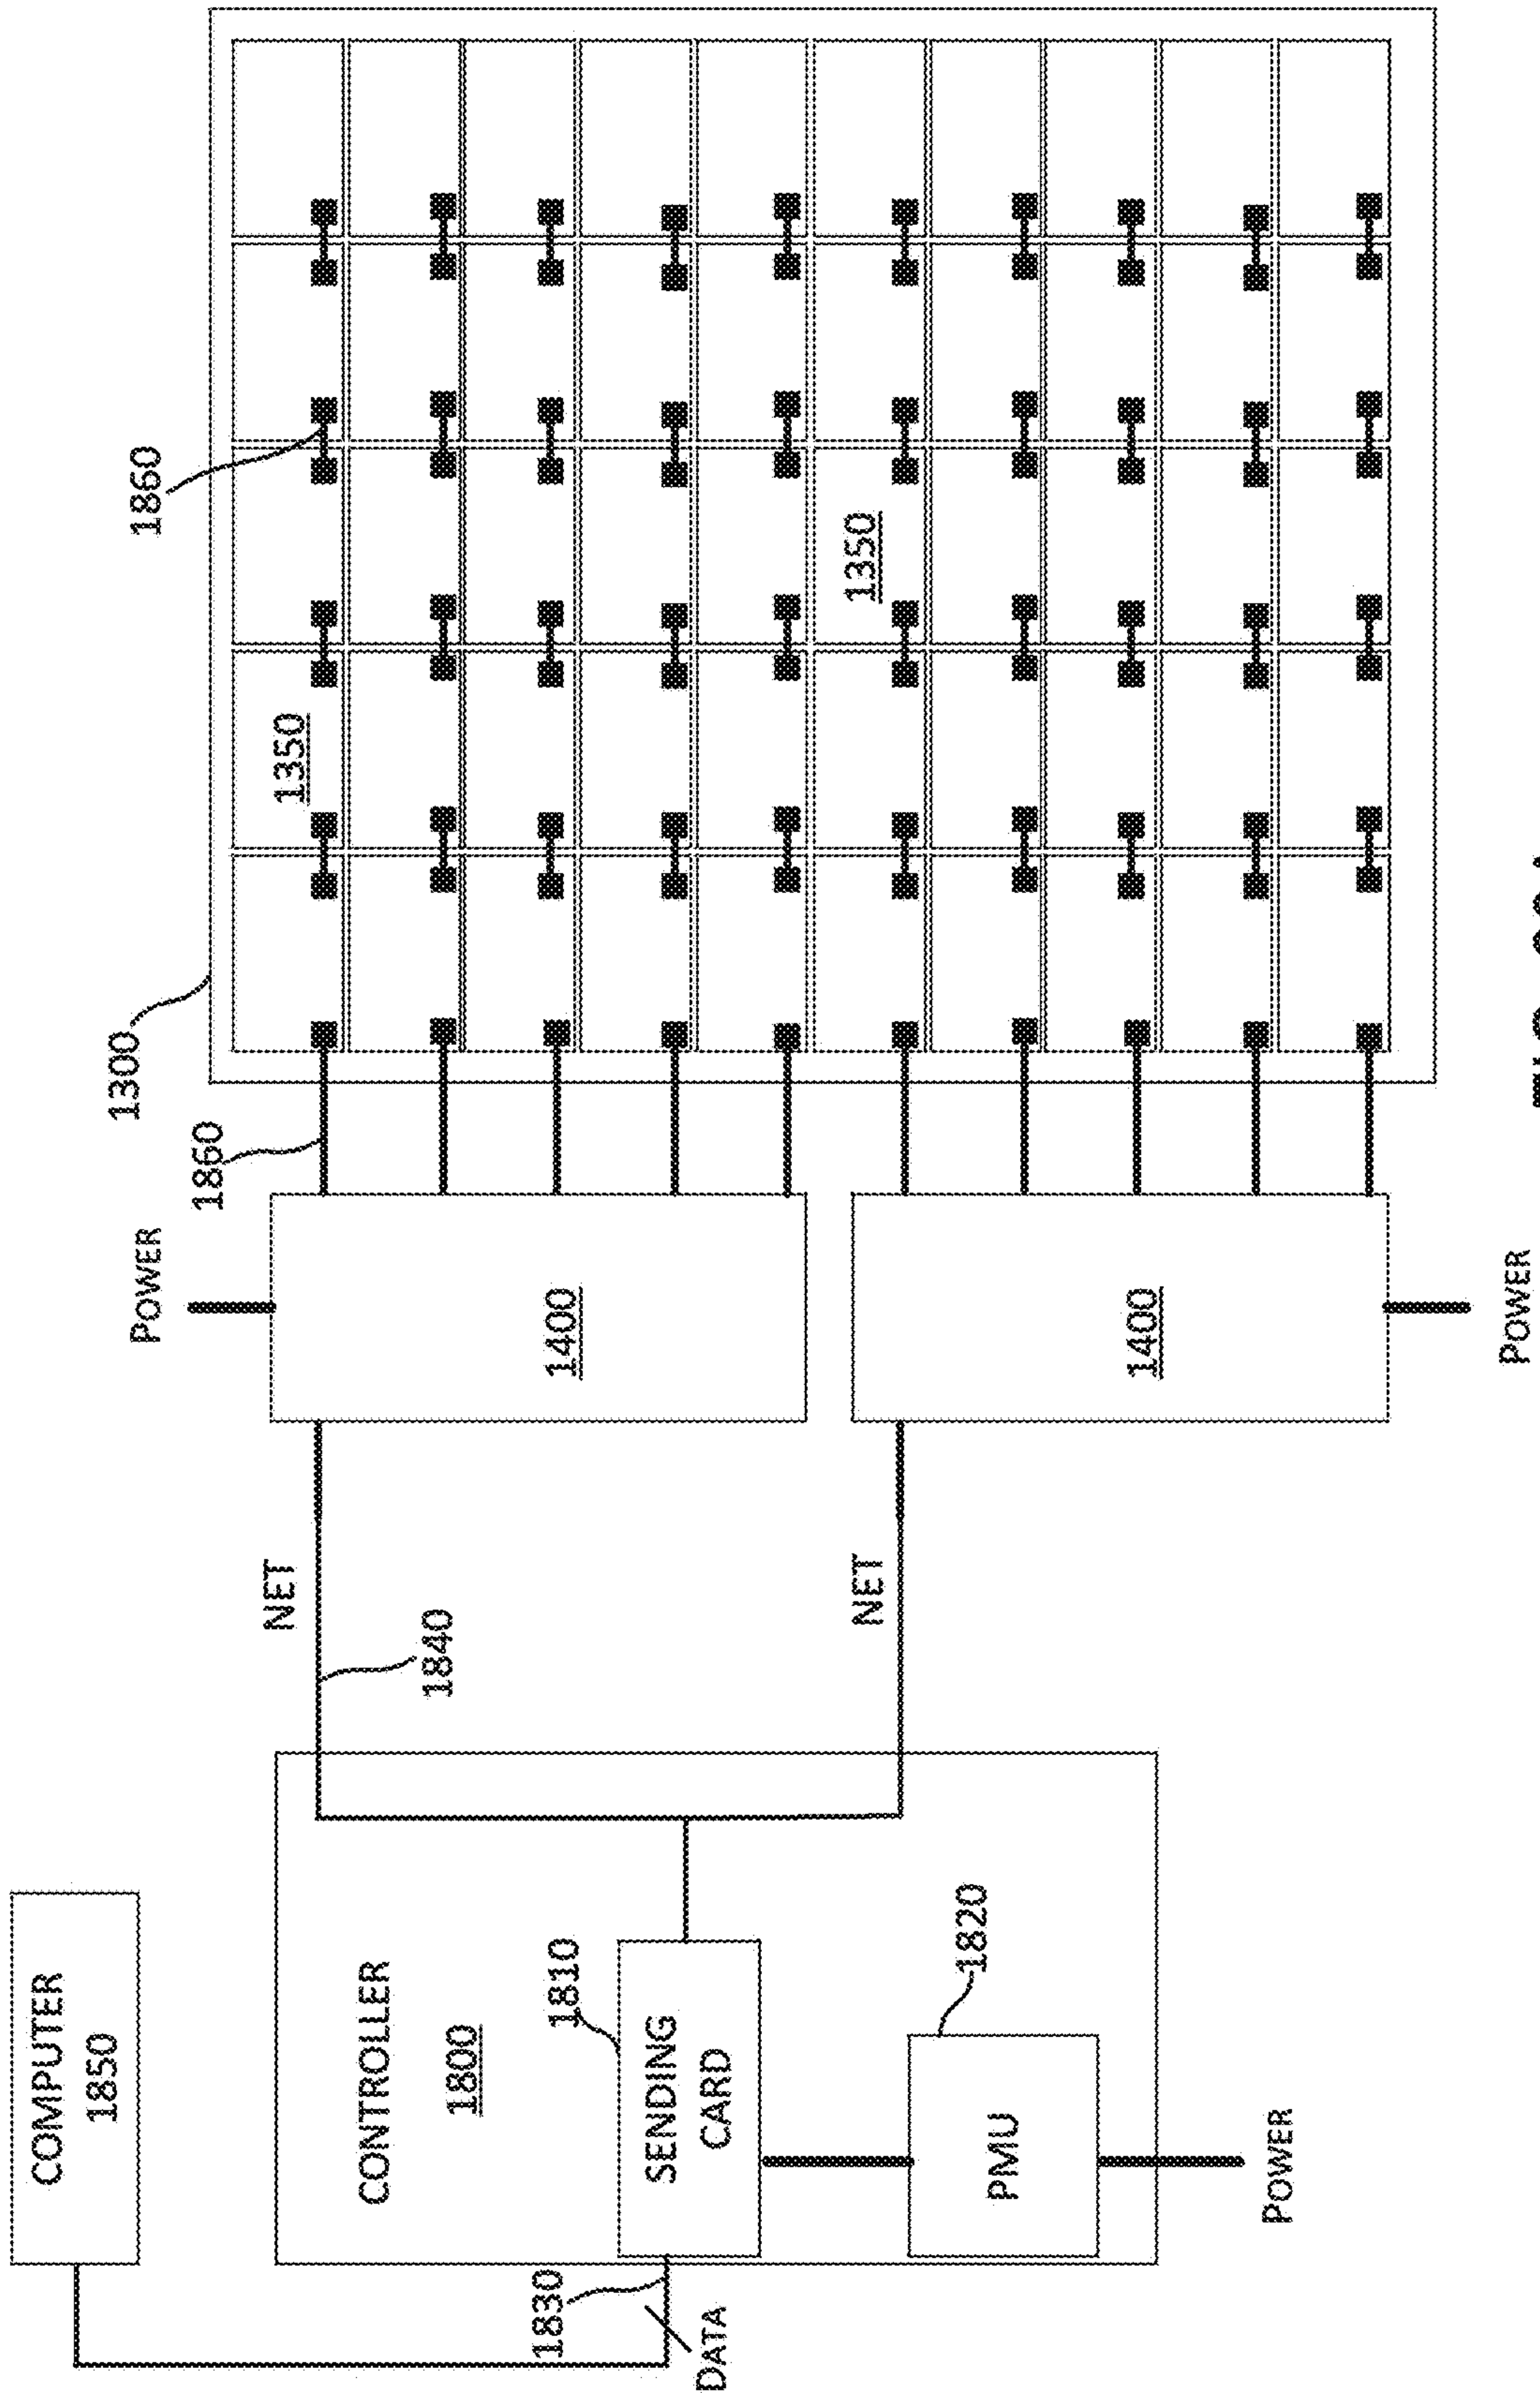 COMPUTER
1850
CONTROLLER
1800
SENDING
CARD
1810
PMU
1820
1830
DATA
POWER
NET
1840
NET
POWER
1400
1400
POWER
1860
1300
1860
1350
1350